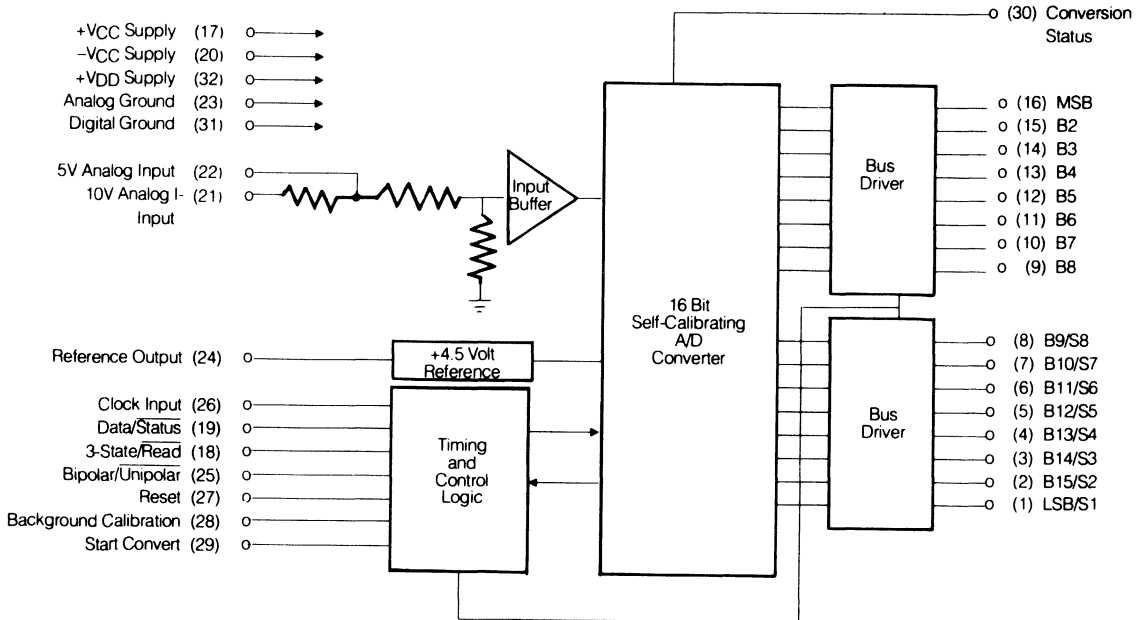 +VCC Supply (17)
−VCC Supply (20)
+VDD Supply (32)
Analog Ground (23)
Digital Ground (31)
5V Analog Input (22)
10V Analog I- (21)
Input
Input
Buffer
Reference Output (24)
+4.5 Volt
Reference
Clock Input (26)
Data/Status (19)
3-State/Read (18)
Bipolar/Unipolar (25)
Reset (27)
Background Calibration (28)
Start Convert (29)
Timing
and
Control
Logic
16 Bit
Self-Calibrating
A/D
Converter
(30) Conversion
Status
Bus
Driver
(16) MSB
(15) B2
(14) B3
(13) B4
(12) B5
(11) B6
(10) B7
(9) B8
Bus
Driver
(8) B9/S8
(7) B10/S7
(6) B11/S6
(5) B12/S5
(4) B13/S4
(3) B14/S3
(2) B15/S2
(1) LSB/S1